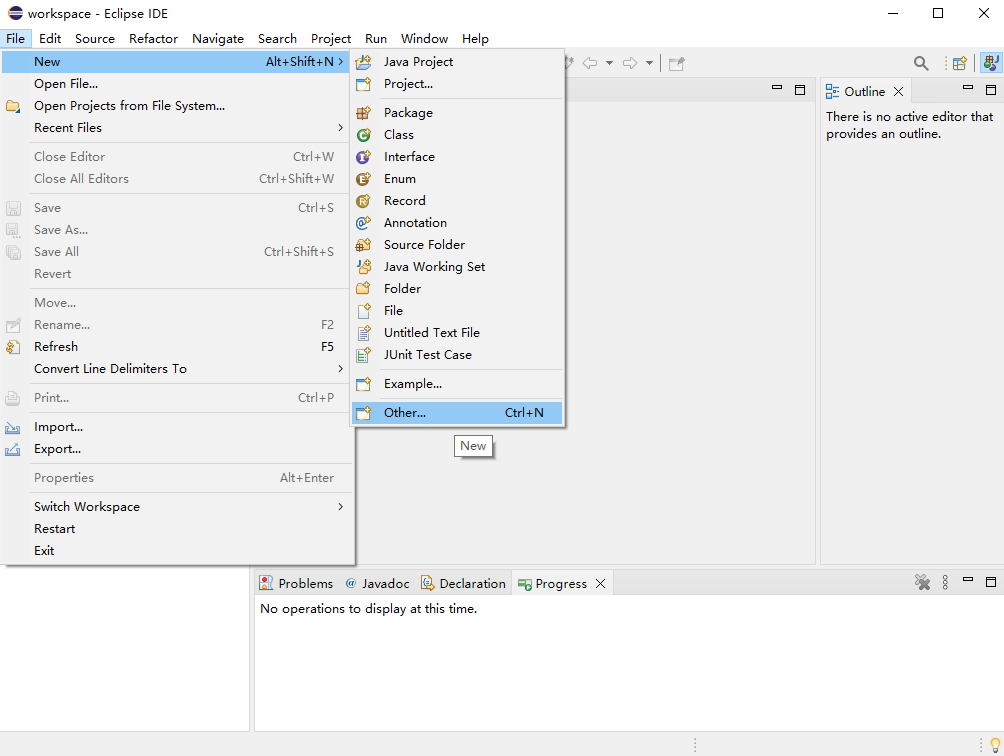 workspace - Eclipse IDE
File Edit Source Refactor Navigate Search Project Run Window Help
New Alt+Shift+N
Open File...
Open Projects from File System...
Recent Files
Close Editor Ctrl+W
Close All Editors Ctrl+Shift+W
Save Ctrl+S
Save As...
Save All Ctrl+Shift+S
Revert
Move...
Rename... F2
Refresh F5
Convert Line Delimiters To
Print... Ctrl+P
Import...
Export...
Properties Alt+Enter
Switch Workspace
Restart
Exit
Java Project
Project...
Package
Class
Interface
Enum
Record
Annotation
Source Folder
Java Working Set
Folder
File
Untitled Text File
JUnit Test Case
Example...
Other... Ctrl+N
New
Outline
There is no active editor that
provides an outline.
Problems @ Javadoc Declaration Progress
No operations to display at this time.